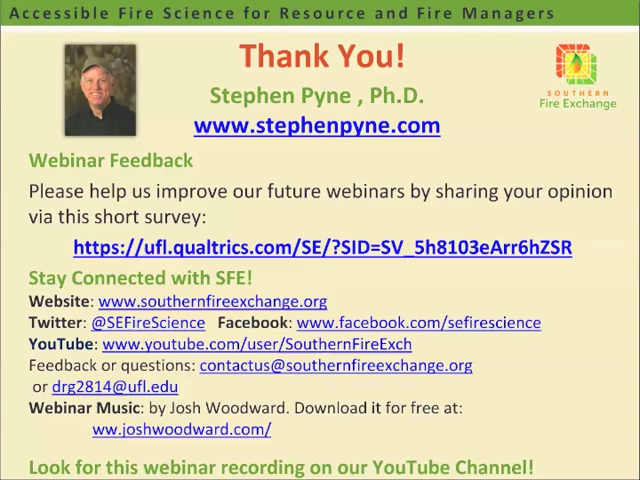 Accessible Fire Science for Resource and Fire Managers
Thank You!
Stephen Pyne , Ph.D.
www.stephenpyne.com
SOUTHERN
Fire Exchange
Webinar Feedback
Please help us improve our future webinars by sharing your opinion
via this short survey:
https://ufl.qualtrics.com/SE/?SID=SV_5h8103eArr6hZSR
Stay Connected with SFE!
Website: www.southernfireexchange.org
Twitter: @SEFireScience Facebook: www.facebook.com/sefirescience
YouTube: www.youtube.com/user/SouthernFireExch
Feedback or questions: contactus@southernfireexchange.org
or drg2814@ufl.edu
Webinar Music: by Josh Woodward. Download it for free at:
ww.joshwoodward.com/
Look for this webinar recording on our YouTube Channel!